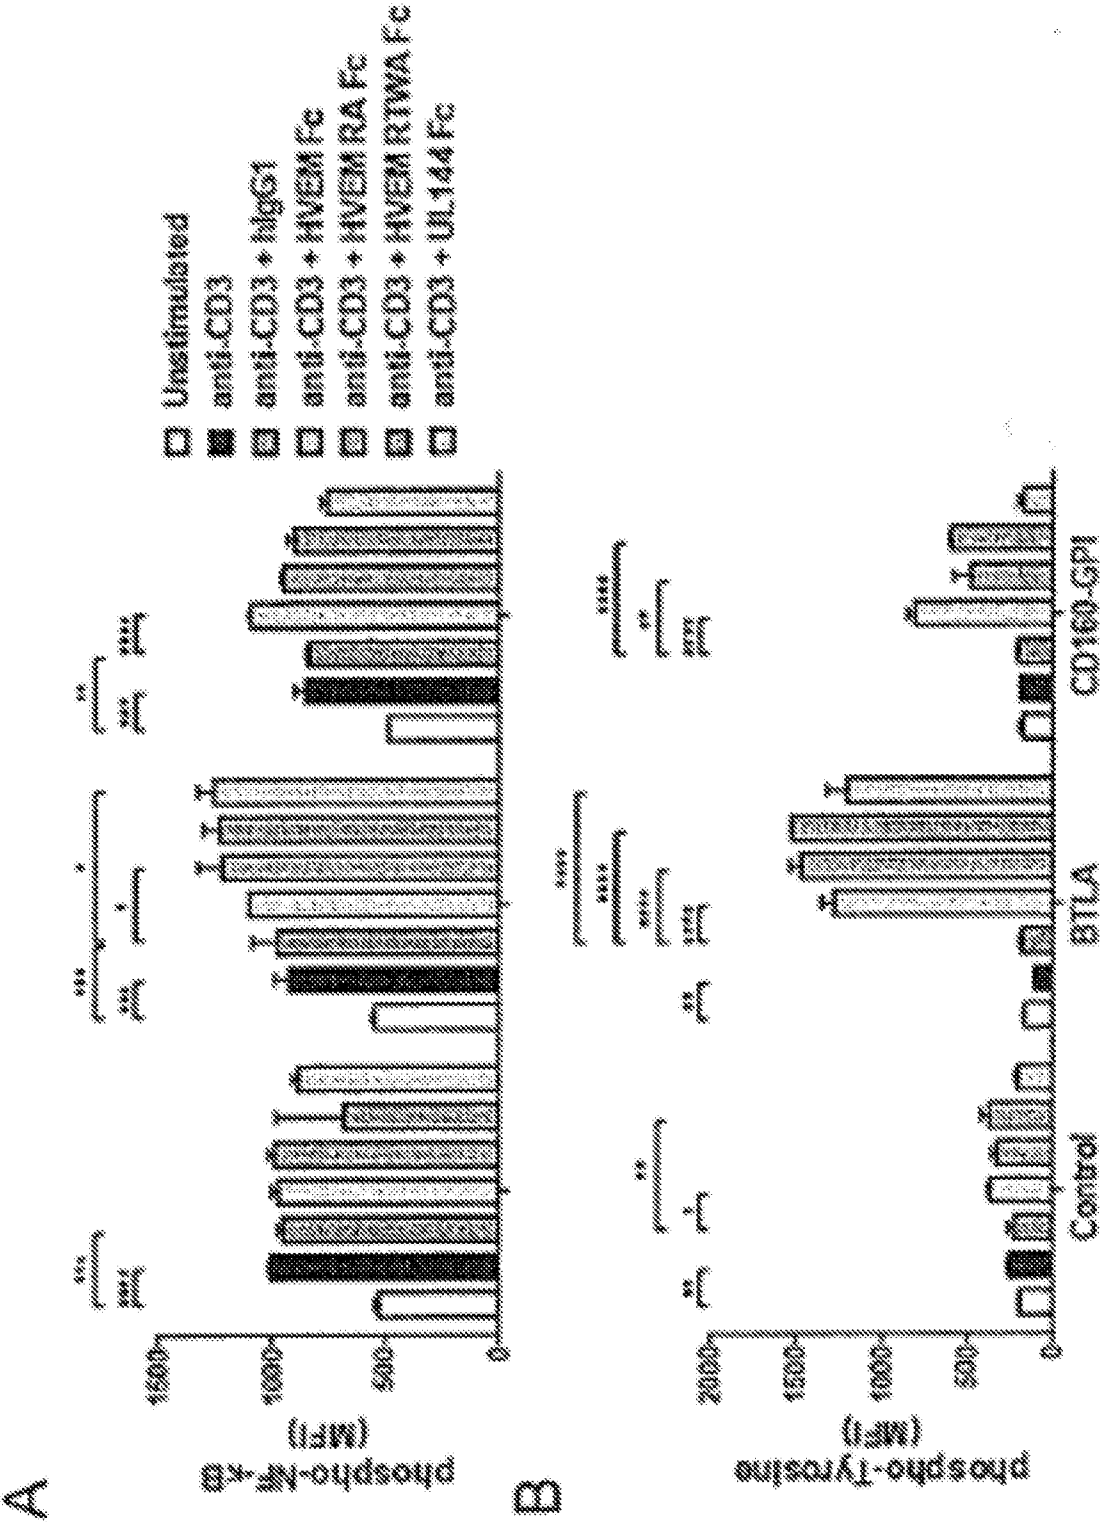 A
phospho-NF-κB
(MFI)
1500
1000
500
0
***
****
***
***
*
*
**
***
****
Unstimulated
anti-CD3
anti-CD3 + hIgG1
anti-CD3 + HVEM Fc
anti-CD3 + HVEM RA Fc
anti-CD3 + HVEM RTWA Fc
anti-CD3 + UL144 Fc
B
phospho-Tyrosine
(MFI)
2000
1500
1000
500
0
**
*
**
**
****
****
****
****
****
**
****
Control
BTLA
CD160-GPI